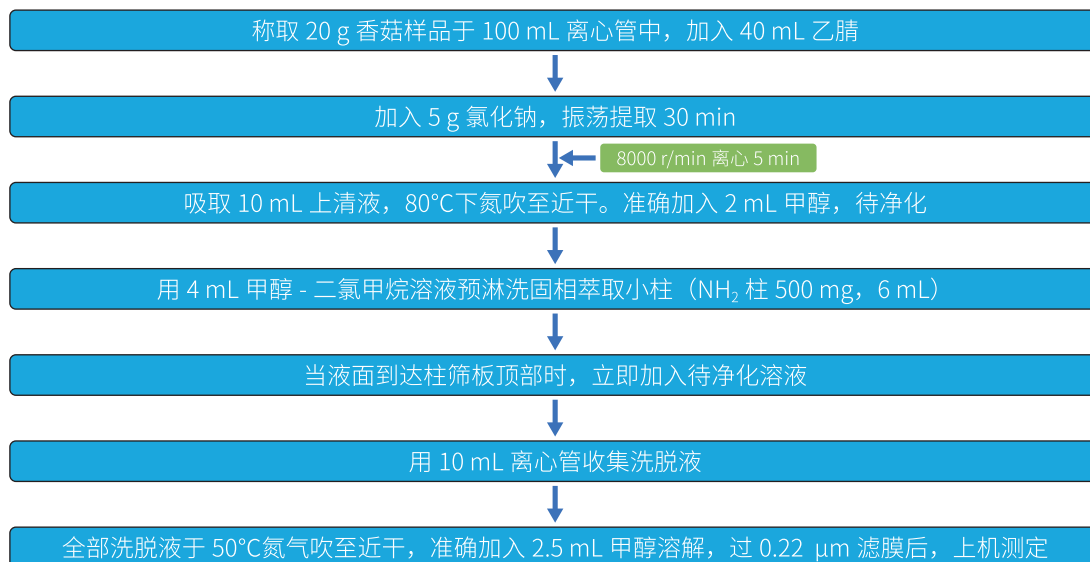 称取 20 g 香菇样品于 100 mL 离心管中，加入 40 mL 乙腈
加入 5 g 氯化钠，振荡提取 30 min
8000 r/min 离心 5 min
吸取 10 mL 上清液，80°C下氮吹至近干。准确加入 2 mL 甲醇，待净化
用 4 mL 甲醇 - 二氯甲烷溶液预淋洗固相萃取小柱（NH₂ 柱 500 mg，6 mL）
当液面到达柱筛板顶部时，立即加入待净化溶液
用 10 mL 离心管收集洗脱液
全部洗脱液于 50°C氮气吹至近干，准确加入 2.5 mL 甲醇溶解，过 0.22 μm 滤膜后，上机测定